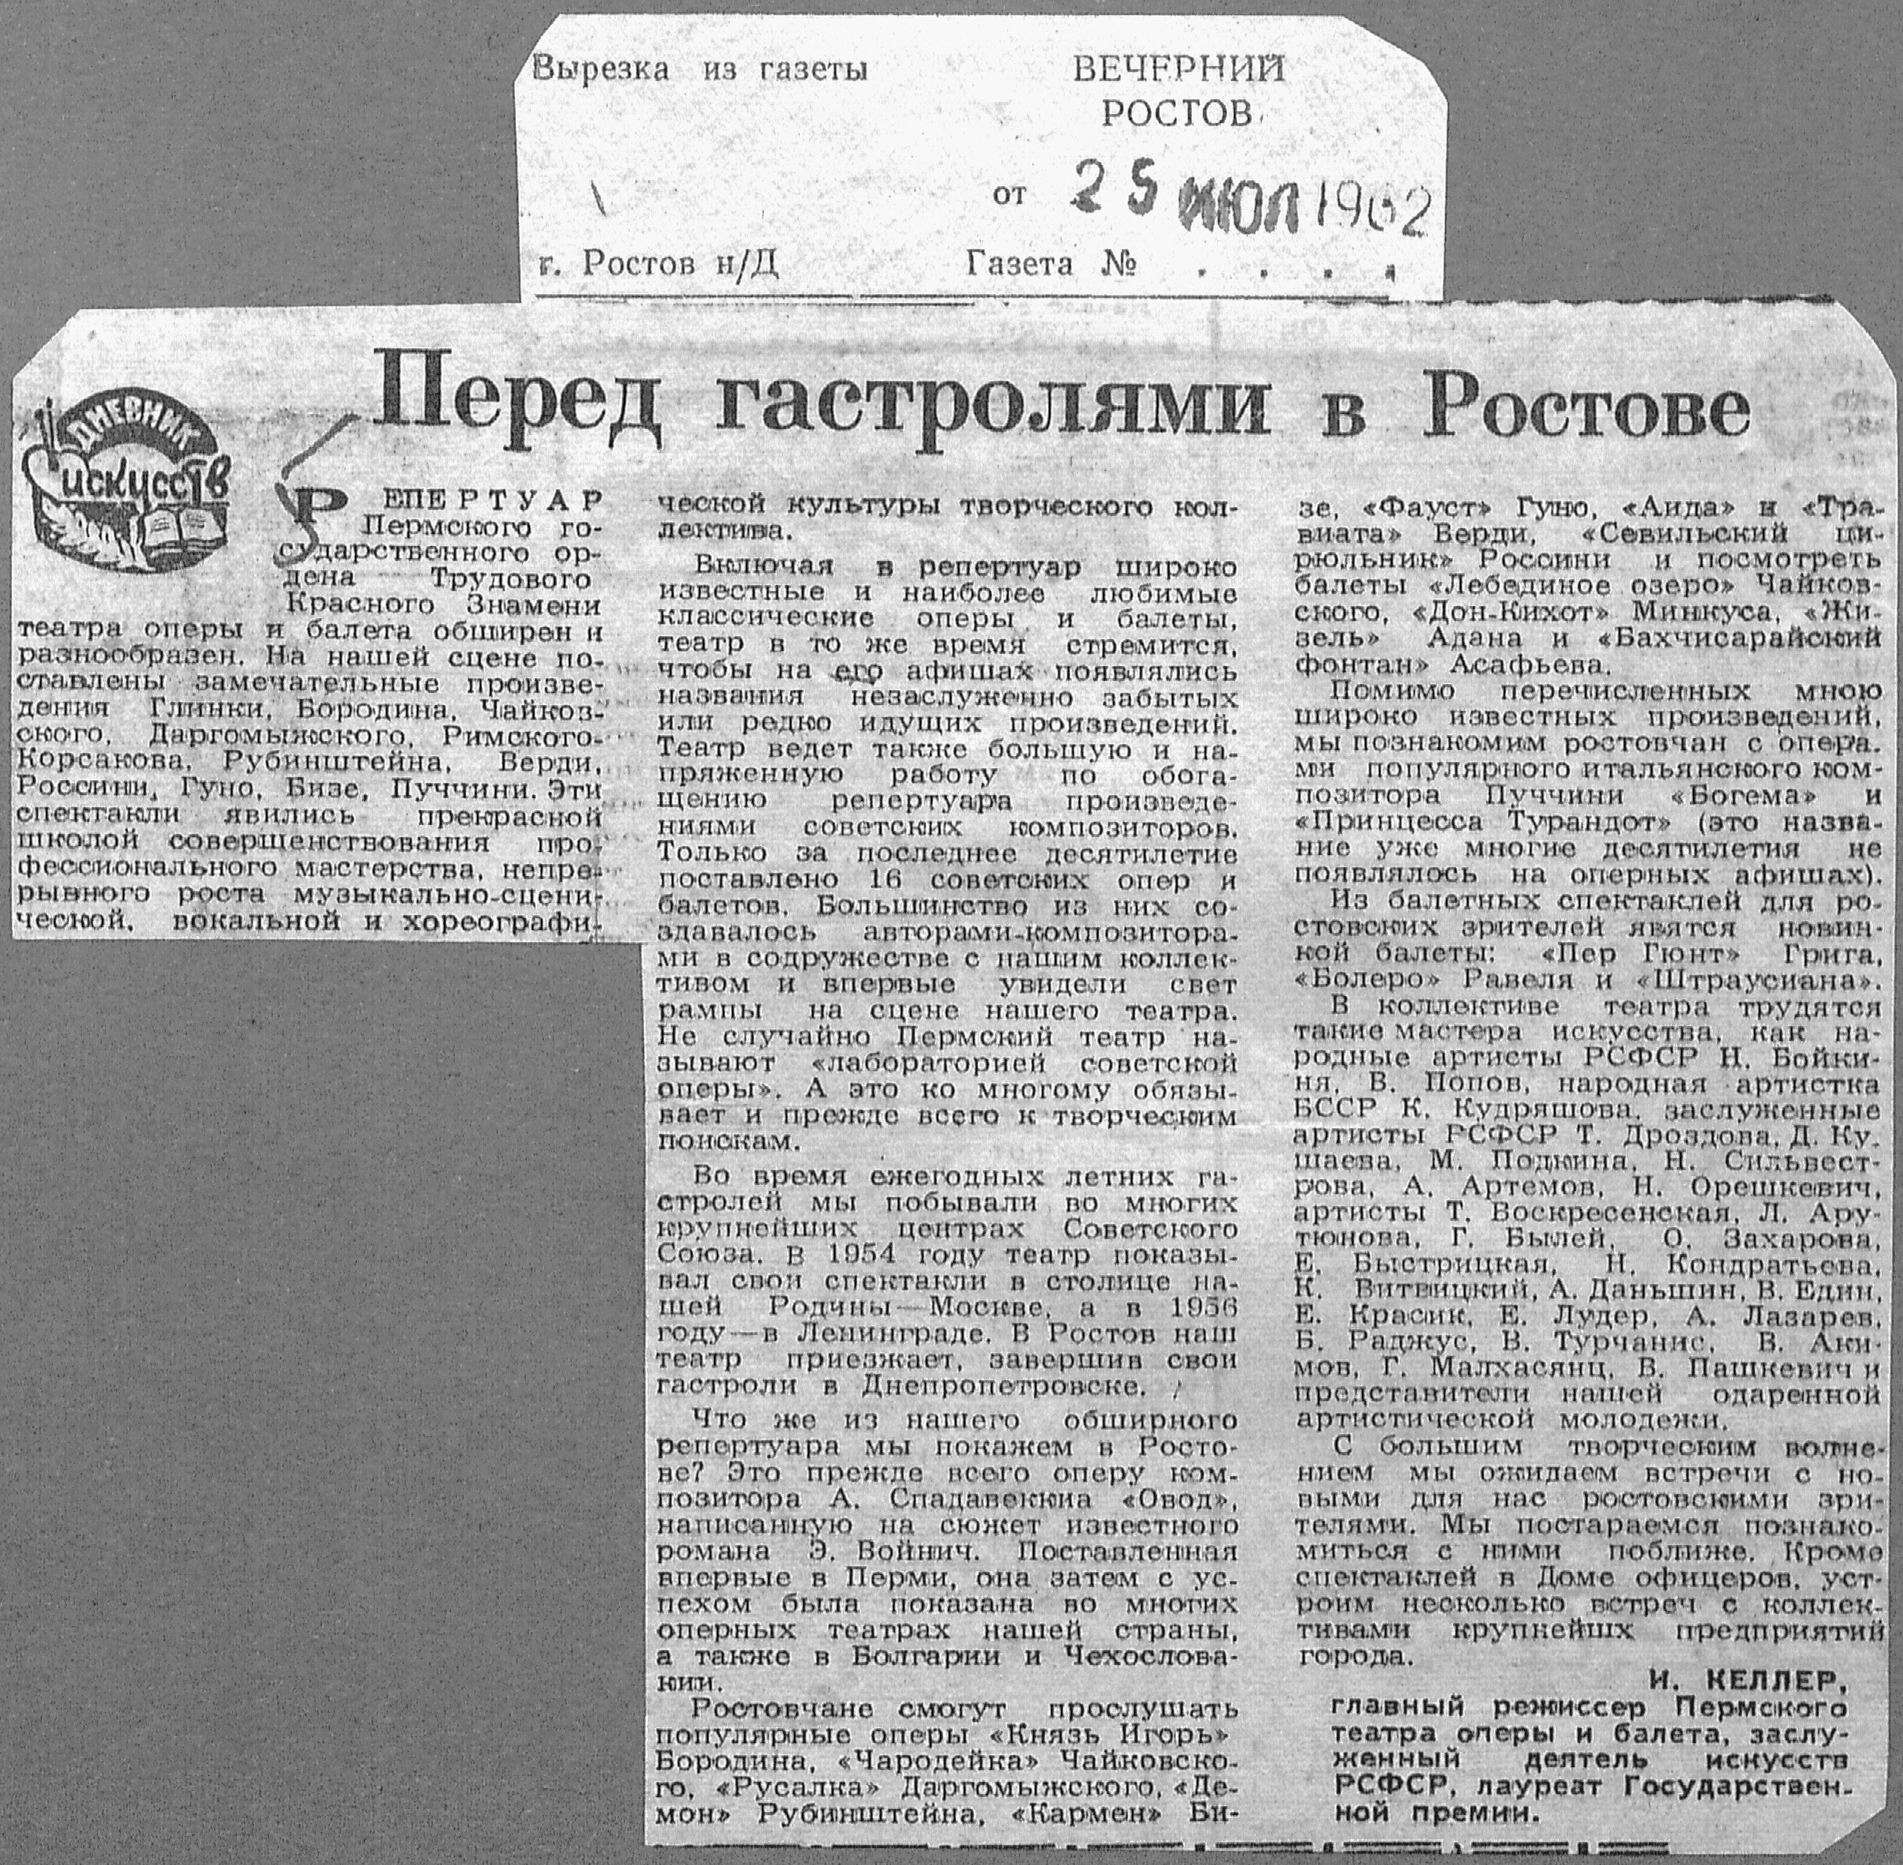 Вырезка из газеты
ВЕЧЕРНИЙ
РОСТОВ
от 25 ИЮЛ 1962
г. Ростов н/Д Газета № . . . .
Перед гастролями в Ростове
ДНЕВНИК
искусств
РЕПЕРТУАР
Пермского го-
сударственного ор-
дена Трудового
Красного Знамени
театра оперы и балета обширен и
разнообразен. На нашей сцене по-
ставлены замечательные произве-
дения Глинки, Бородина, Чайков-
ского, Даргомыжского, Римского-
Корсакова, Рубинштейна, Верди,
Россини, Гуно, Бизе, Пуччини. Эти
спектакли явились прекрасной
школой совершенствования про-
фессионального мастерства, непре-
рывного роста музыкально-сцени-
ческой, вокальной и хореографи-
ческой культуры творческого кол-
лектива.
Включая в репертуар широко
известные и наиболее любимые
классические оперы и балеты,
театр в то же время стремится,
чтобы на его афишах появлялись
названия незаслуженно забытых
или редко идущих произведений.
Театр ведет также большую и на-
пряженную работу по обога-
щению репертуара произведе-
ниями советских композиторов.
Только за последнее десятилетие
поставлено 16 советских опер и
балетов. Большинство из них со-
здавалось авторами-композитора-
ми в содружестве с нашим коллек-
тивом и впервые увидели свет
рампы на сцене нашего театра.
Не случайно Пермский театр на-
зывают «лабораторией советской
оперы». А это ко многому обязы-
вает и прежде всего к творческим
поискам.
Во время ежегодных летних га-
стролей мы побывали во многих
крупнейших центрах Советского
Союза. В 1954 году театр показы-
вал свои спектакли в столице на-
шей Родины—Москве, а в 1956
году—в Ленинграде. В Ростов наш
театр приезжает, завершив свои
гастроли в Днепропетровске.
Что же из нашего обширного
репертуара мы покажем в Росто-
ве? Это прежде всего оперу ком-
позитора А. Спадавеккиа «Овод»,
написанную на сюжет известного
романа Э. Войнич. Поставленная
впервые в Перми, она затем с ус-
пехом была показана во многих
оперных театрах нашей страны,
а также в Болгарии и Чехослова-
кии.
Ростовчане смогут прослушать
популярные оперы «Князь Игорь»
Бородина, «Чародейка» Чайковско-
го, «Русалка» Даргомыжского, «Де-
мон» Рубинштейна, «Кармен» Би-
зе, «Фауст» Гуно, «Аида» и «Тра-
виата» Верди, «Севильский ци-
рюльник» Россини и посмотреть
балеты «Лебединое озеро» Чайков-
ского, «Дон-Кихот» Минкуса, «Жи-
зель» Адана и «Бахчисарайский
фонтан» Асафьева.
Помимо перечисленных мною
широко известных произведений,
мы познакомим ростовчан с опера-
ми популярного итальянского ком-
позитора Пуччини «Богема» и
«Принцесса Турандот» (это назва-
ние уже многие десятилетия не
появлялось на оперных афишах).
Из балетных спектаклей для ро-
стовских зрителей явятся новин-
кой балеты: «Пер Гюнт» Грига,
«Болеро» Равеля и «Штраусиана».
В коллективе театра трудятся
такие мастера искусства, как на-
родные артисты РСФСР Н. Бойки-
ня, В. Попов, народная артистка
БССР К. Кудряшова, заслуженные
артисты РСФСР Т. Дроздова, Д. Ку-
шаева, М. Подкина, Н. Сильвест-
рова, А. Артемов, Н. Орешкевич,
артисты Т. Воскресенская, Л. Ару-
тюнова, Г. Былей, О. Захарова,
Е. Быстрицкая, Н. Кондратьева,
К. Витвицкий, А. Даньшин, В. Един,
Е. Красик, Е. Лудер, А. Лазарев,
Б. Раджус, В. Турчанис, В. Аки-
мов, Г. Малхасянц, В. Пашкевич и
представители нашей одаренной
артистической молодежи.
С большим творческим волне-
нием мы ожидаем встречи с но-
выми для нас ростовскими зри-
телями. Мы постараемся познако-
миться с ними поближе. Кроме
спектаклей в Доме офицеров, уст-
роим несколько встреч с коллек-
тивами крупнейших предприятий
города.
И. КЕЛЛЕР,
главный режиссер Пермского
театра оперы и балета, заслу-
женный деятель искусств
РСФСР, лауреат Государствен-
ной премии.